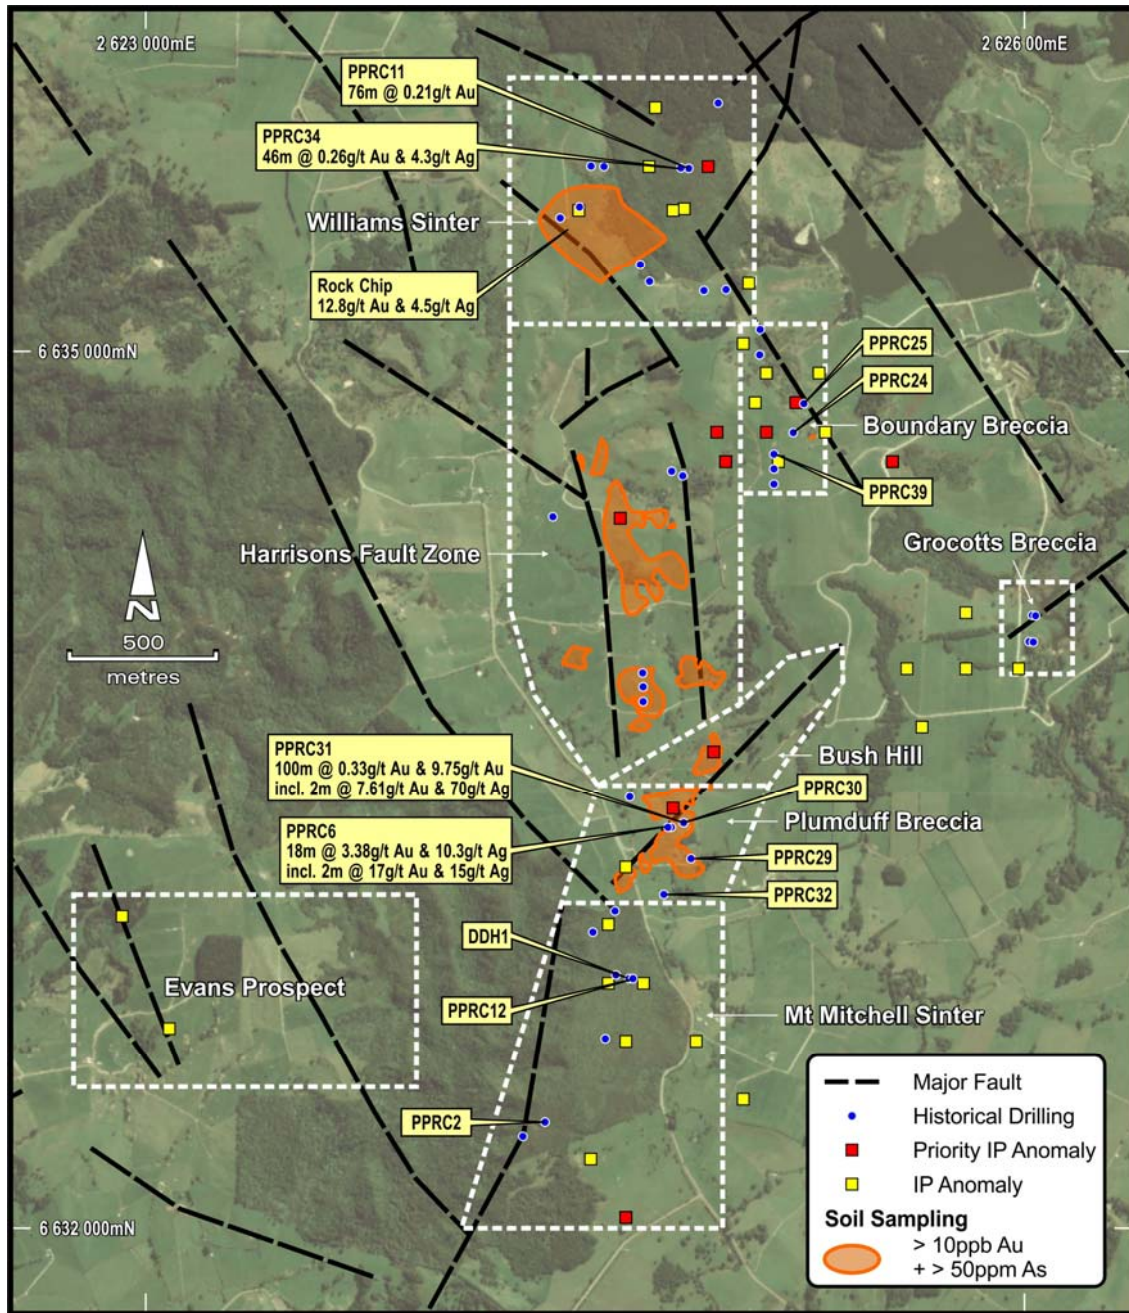 2 623 000mE
2 626 00 mE
PPRC11
76m @ 0.21g/t Au
PPRC34
46m @ 0.26g/t Au & 4.3g/t Ag
Williams Sinter
Rock Chip
12.8g/t Au & 4.5g/t Ag
6 635 000mN
PPRC25
PPRC24
Boundary Breccia
PPRC39
Harrisons Fault Zone
Grocotts Breccia
N
500
metres
PPRC31
100m @ 0.33g/t Au & 9.75g/t Au
incl. 2m @ 7.61g/t Au & 70g/t Ag
Bush Hill
PPRC30
PPRC6
18m @ 3.38g/t Au & 10.3g/t Ag
incl. 2m @ 17g/t Au & 15g/t Ag
Plumduff Breccia
PPRC29
PPRC32
DDH1
Evans Prospect
PPRC12
Mt Mitchell Sinter
PPRC2
6 632 000mN
Major Fault
Historical Drilling
Priority IP Anomaly
IP Anomaly
Soil Sampling
> 10ppb Au
+ > 50ppm As